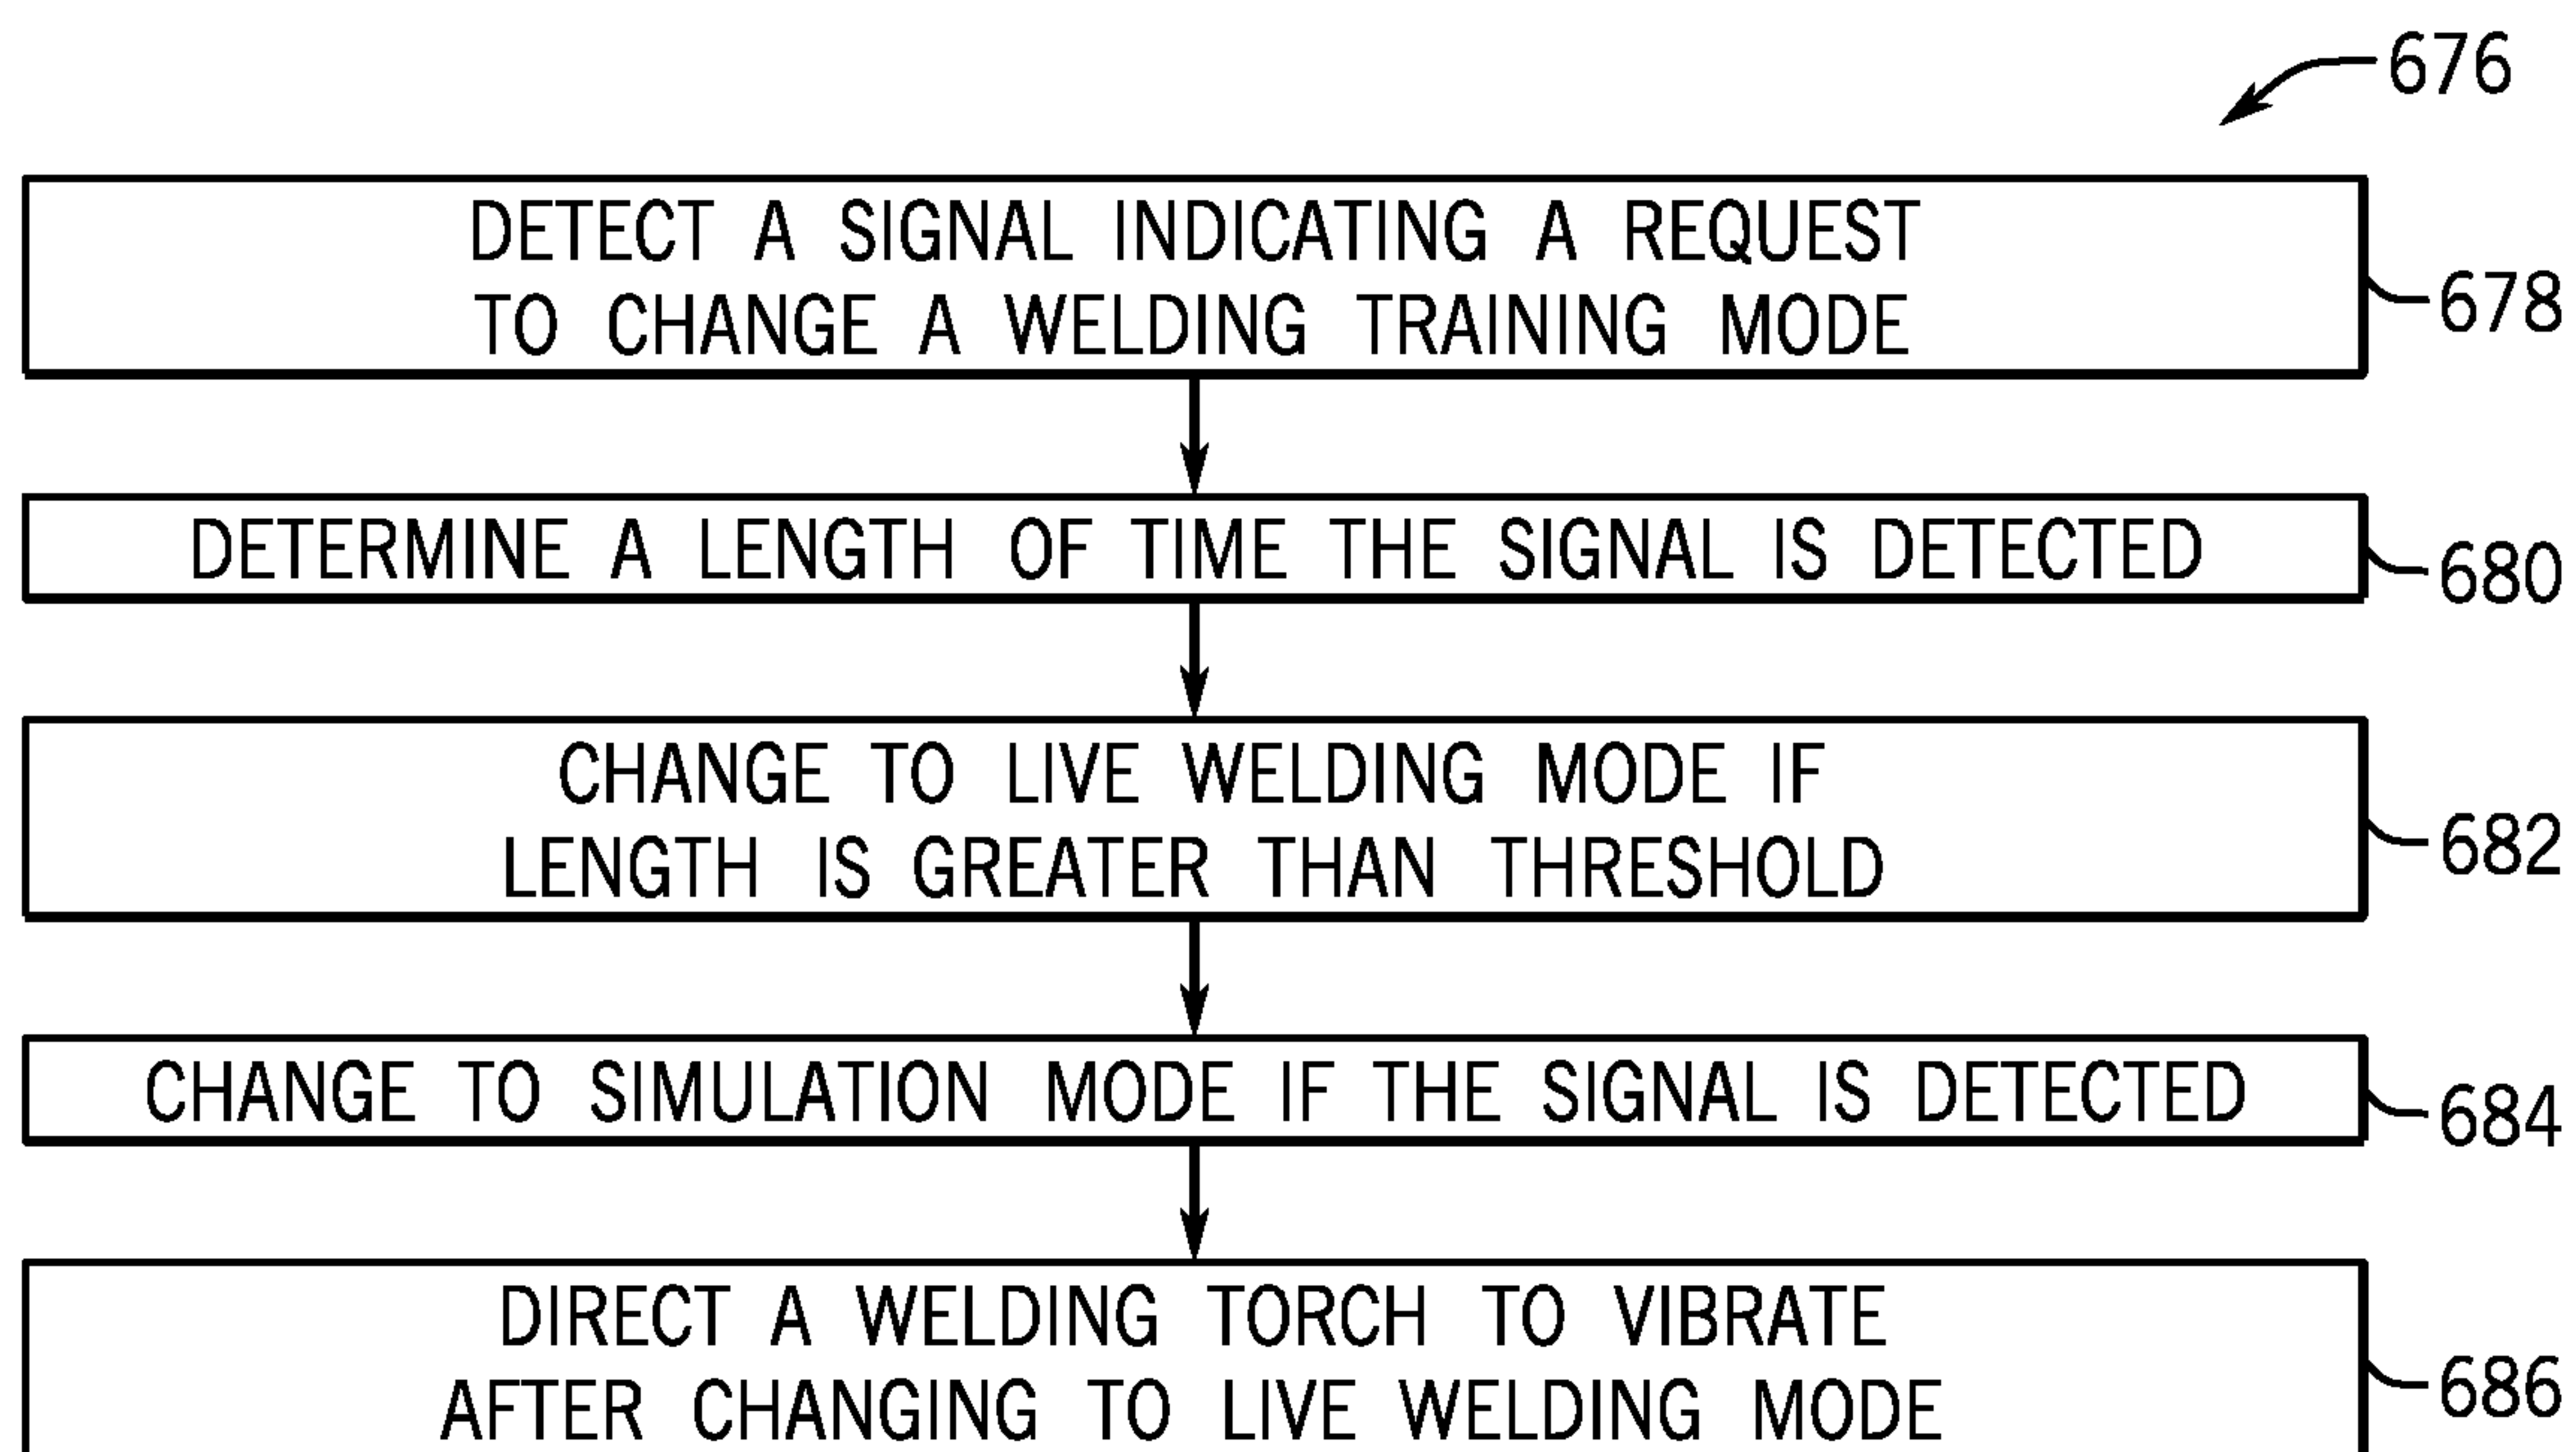 676
DETECT A SIGNAL INDICATING A REQUEST
TO CHANGE A WELDING TRAINING MODE
678
DETERMINE A LENGTH OF TIME THE SIGNAL IS DETECTED
680
CHANGE TO LIVE WELDING MODE IF
LENGTH IS GREATER THAN THRESHOLD
682
CHANGE TO SIMULATION MODE IF THE SIGNAL IS DETECTED
684
DIRECT A WELDING TORCH TO VIBRATE
AFTER CHANGING TO LIVE WELDING MODE
686